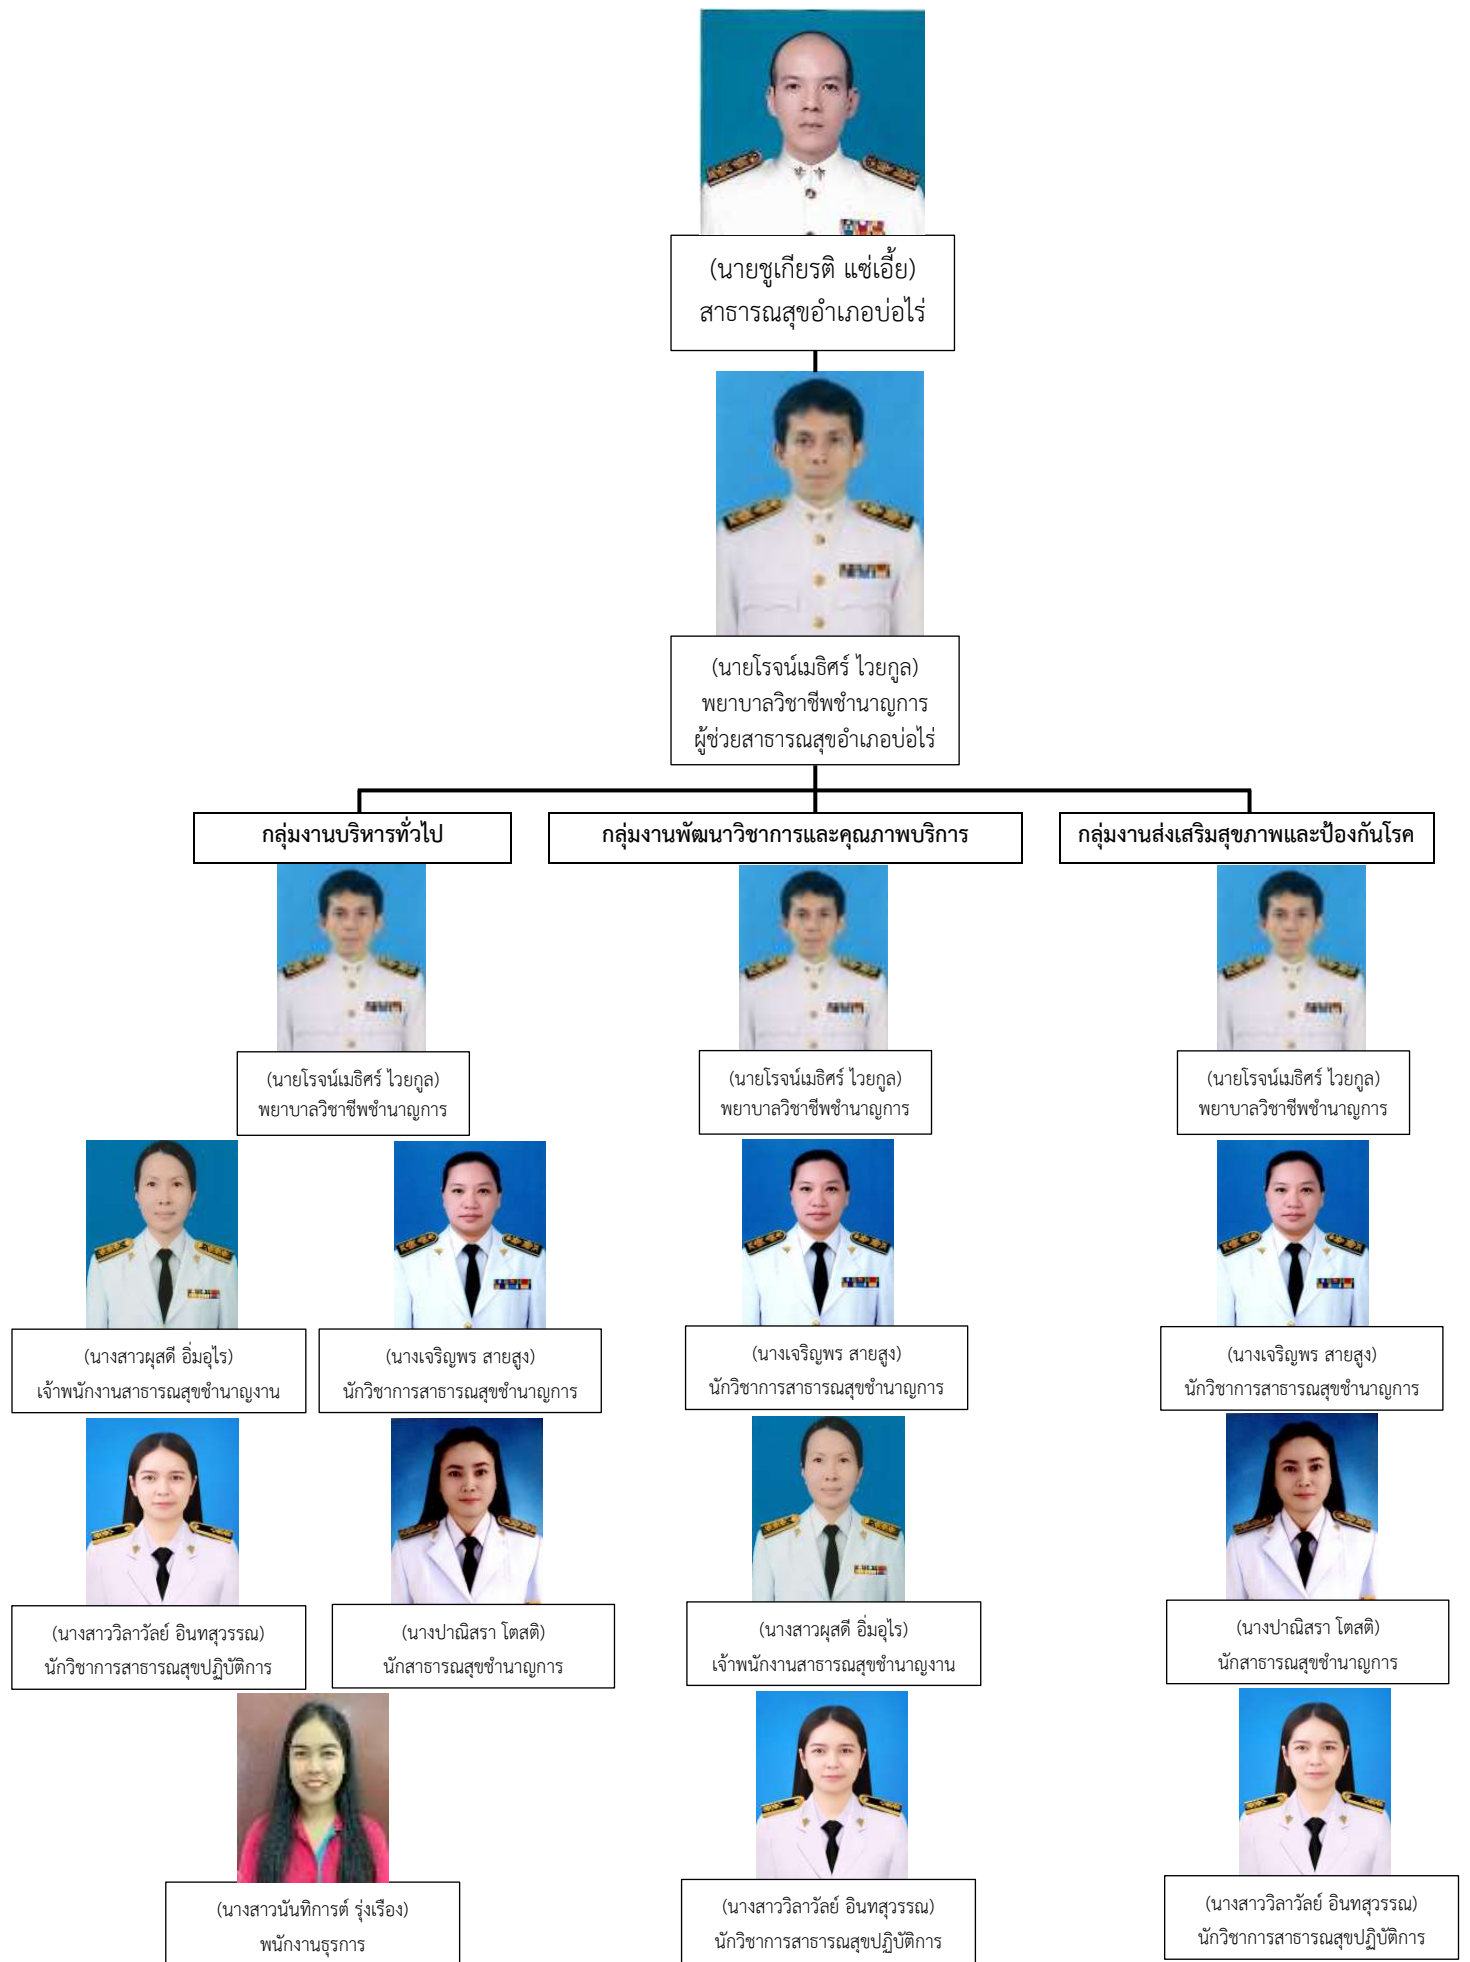 (นายชูเกียรติ แซ่เอี้ย)
สาธารณสุขอำเภอบ่อไร่
(นายโรจน์เมธิศร์ ไวยกูล)
พยาบาลวิชาชีพชำนาญการ
ผู้ช่วยสาธารณสุขอำเภอบ่อไร่
กลุ่มงานบริหารทั่วไป
กลุ่มงานพัฒนาวิชาการและคุณภาพบริการ
กลุ่มงานส่งเสริมสุขภาพและป้องกันโรค
(นายโรจน์เมธิศร์ ไวยกูล)
พยาบาลวิชาชีพชำนาญการ
(นายโรจน์เมธิศร์ ไวยกูล)
พยาบาลวิชาชีพชำนาญการ
(นายโรจน์เมธิศร์ ไวยกูล)
พยาบาลวิชาชีพชำนาญการ
(นางสาวผุสดี อิ่มอุไร)
เจ้าพนักงานสาธารณสุขชำนาญงาน
(นางเจริญพร สายสูง)
นักวิชาการสาธารณสุขชำนาญการ
(นางเจริญพร สายสูง)
นักวิชาการสาธารณสุขชำนาญการ
(นางเจริญพร สายสูง)
นักวิชาการสาธารณสุขชำนาญการ
(นางสาววิลาวัลย์ อินทสุวรรณ)
นักวิชาการสาธารณสุขปฏิบัติการ
(นางปาณิสรา โตสติ)
นักสาธารณสุขชำนาญการ
(นางสาวผุสดี อิ่มอุไร)
เจ้าพนักงานสาธารณสุขชำนาญงาน
(นางปาณิสรา โตสติ)
นักสาธารณสุขชำนาญการ
(นางสาวนันทิการต์ รุ่งเรือง)
พนักงานธุรการ
(นางสาววิลาวัลย์ อินทสุวรรณ)
นักวิชาการสาธารณสุขปฏิบัติการ
(นางสาววิลาวัลย์ อินทสุวรรณ)
นักวิชาการสาธารณสุขปฏิบัติการ